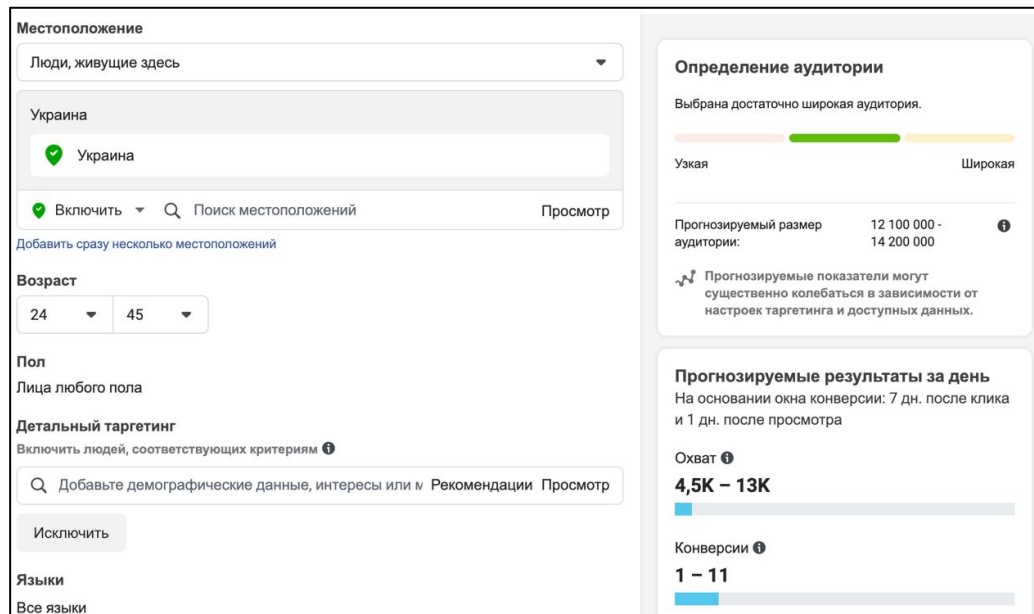 Местоположение
Люди, живущие здесь
Украина
Украина
Включить Поиск местоположений Просмотр
Добавить сразу несколько местоположений
Возраст
24 45
Пол
Лица любого пола
Детальный таргетинг
Включить людей, соответствующих критериям
Добавьте демографические данные, интересы или м Рекомендации Просмотр
Исключить
Языки
Все языки
Определение аудитории
Выбрана достаточно широкая аудитория.
Узкая Широкая
Прогнозируемый размер 12 100 000 -
аудитории: 14 200 000
Прогнозируемые показатели могут
существенно колебаться в зависимости от
настроек таргетинга и доступных данных.
Прогнозируемые результаты за день
На основании окна конверсии: 7 дн. после клика
и 1 дн. после просмотра
Охват
4,5K – 13K
Конверсии
1 – 11